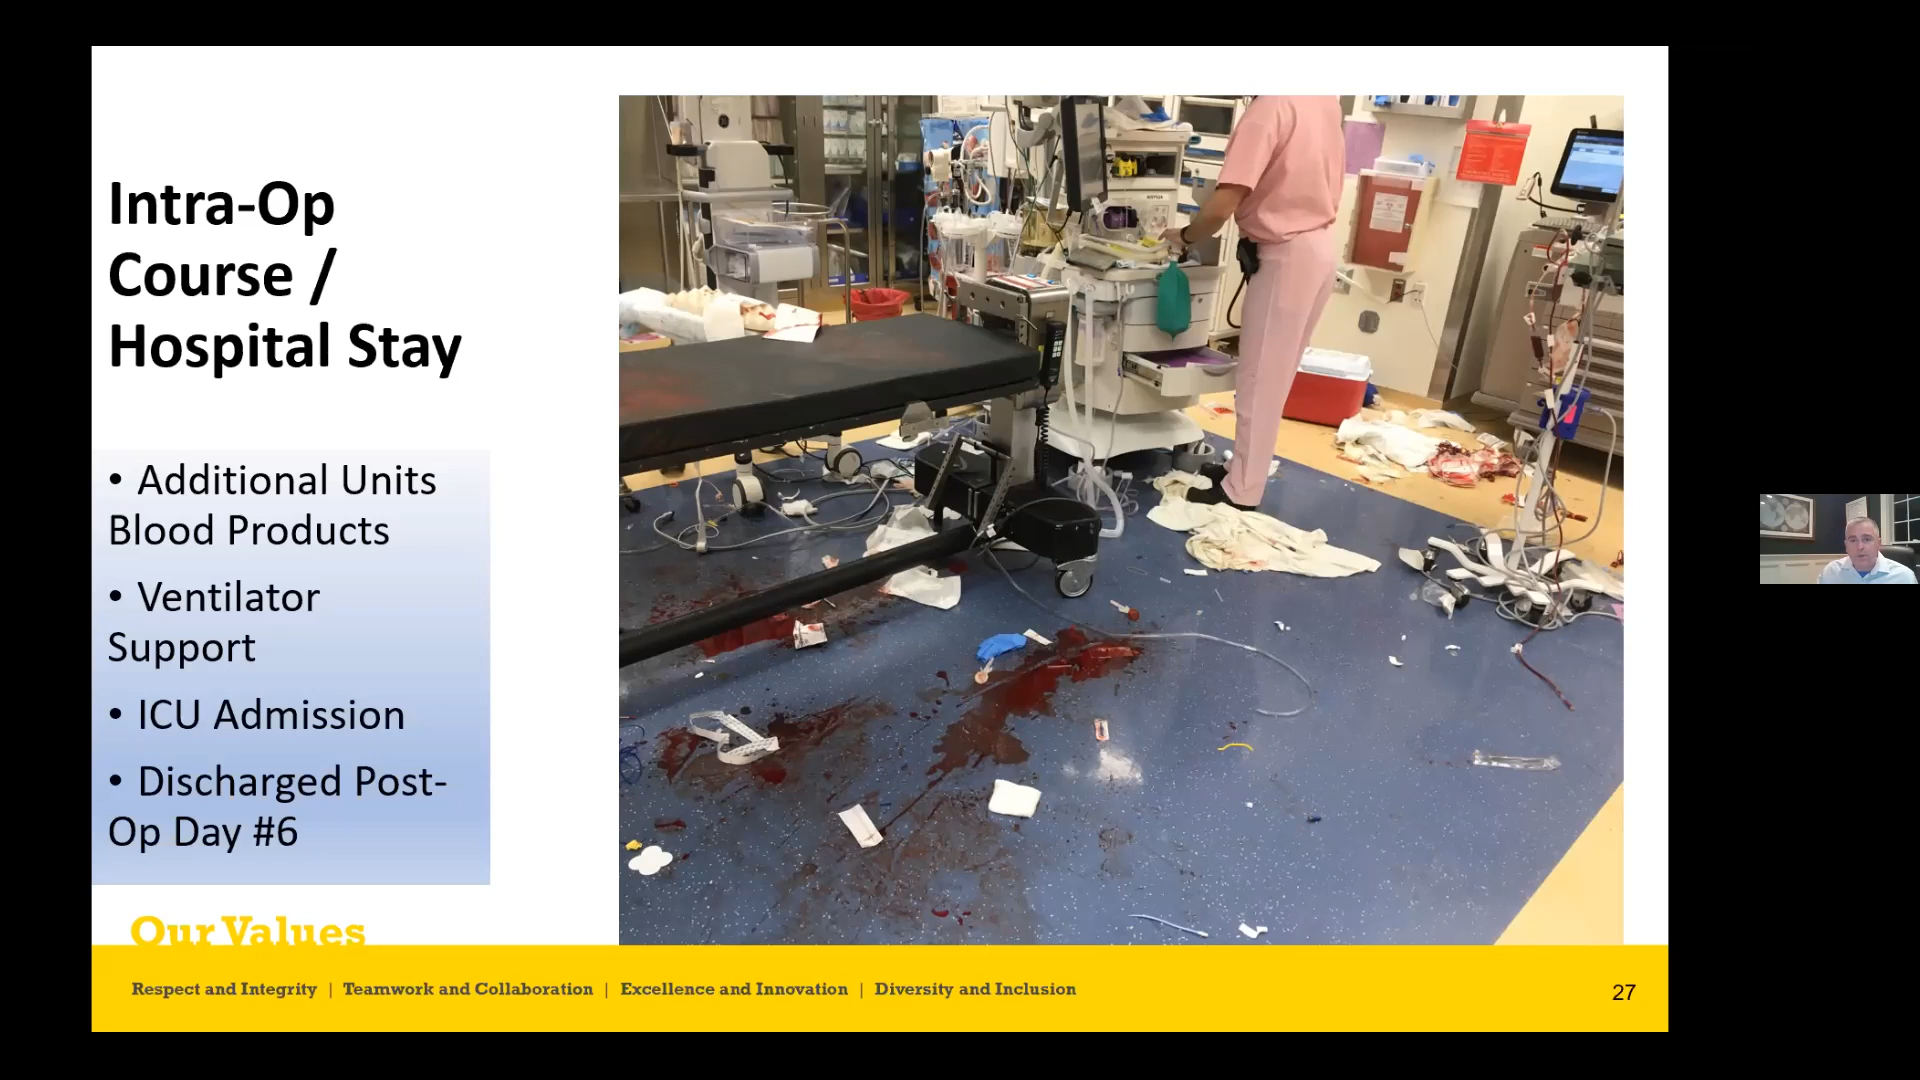 Intra-Op
Course /
Hospital Stay
• Additional Units
Blood Products
• Ventilator
Support
• ICU Admission
• Discharged Post-
Op Day #6
Our Values
Respect and Integrity | Teamwork and Collaboration | Excellence and Innovation | Diversity and Inclusion
27